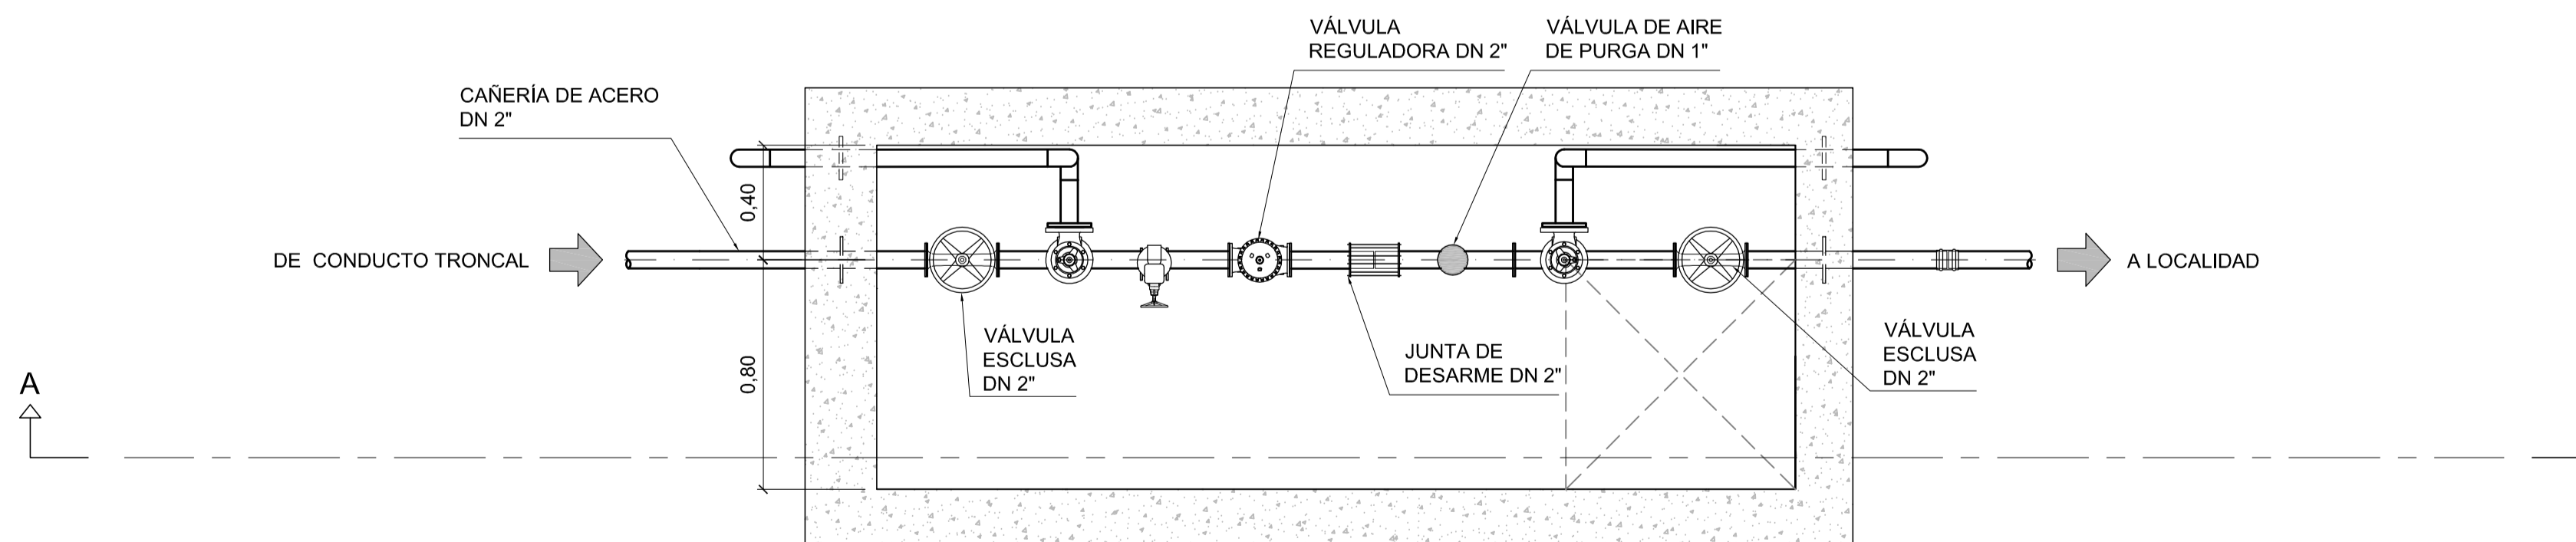 VÁLVULA
REGULADORA DN 2"
VÁLVULA DE AIRE
DE PURGA DN 1"
CAÑERÍA DE ACERO
DN 2"
0,40
DE CONDUCTO TRONCAL
A LOCALIDAD
VÁLVULA
ESCLUSA
DN 2"
JUNTA DE
DESARME DN 2"
VÁLVULA
ESCLUSA
DN 2"
0,80
A